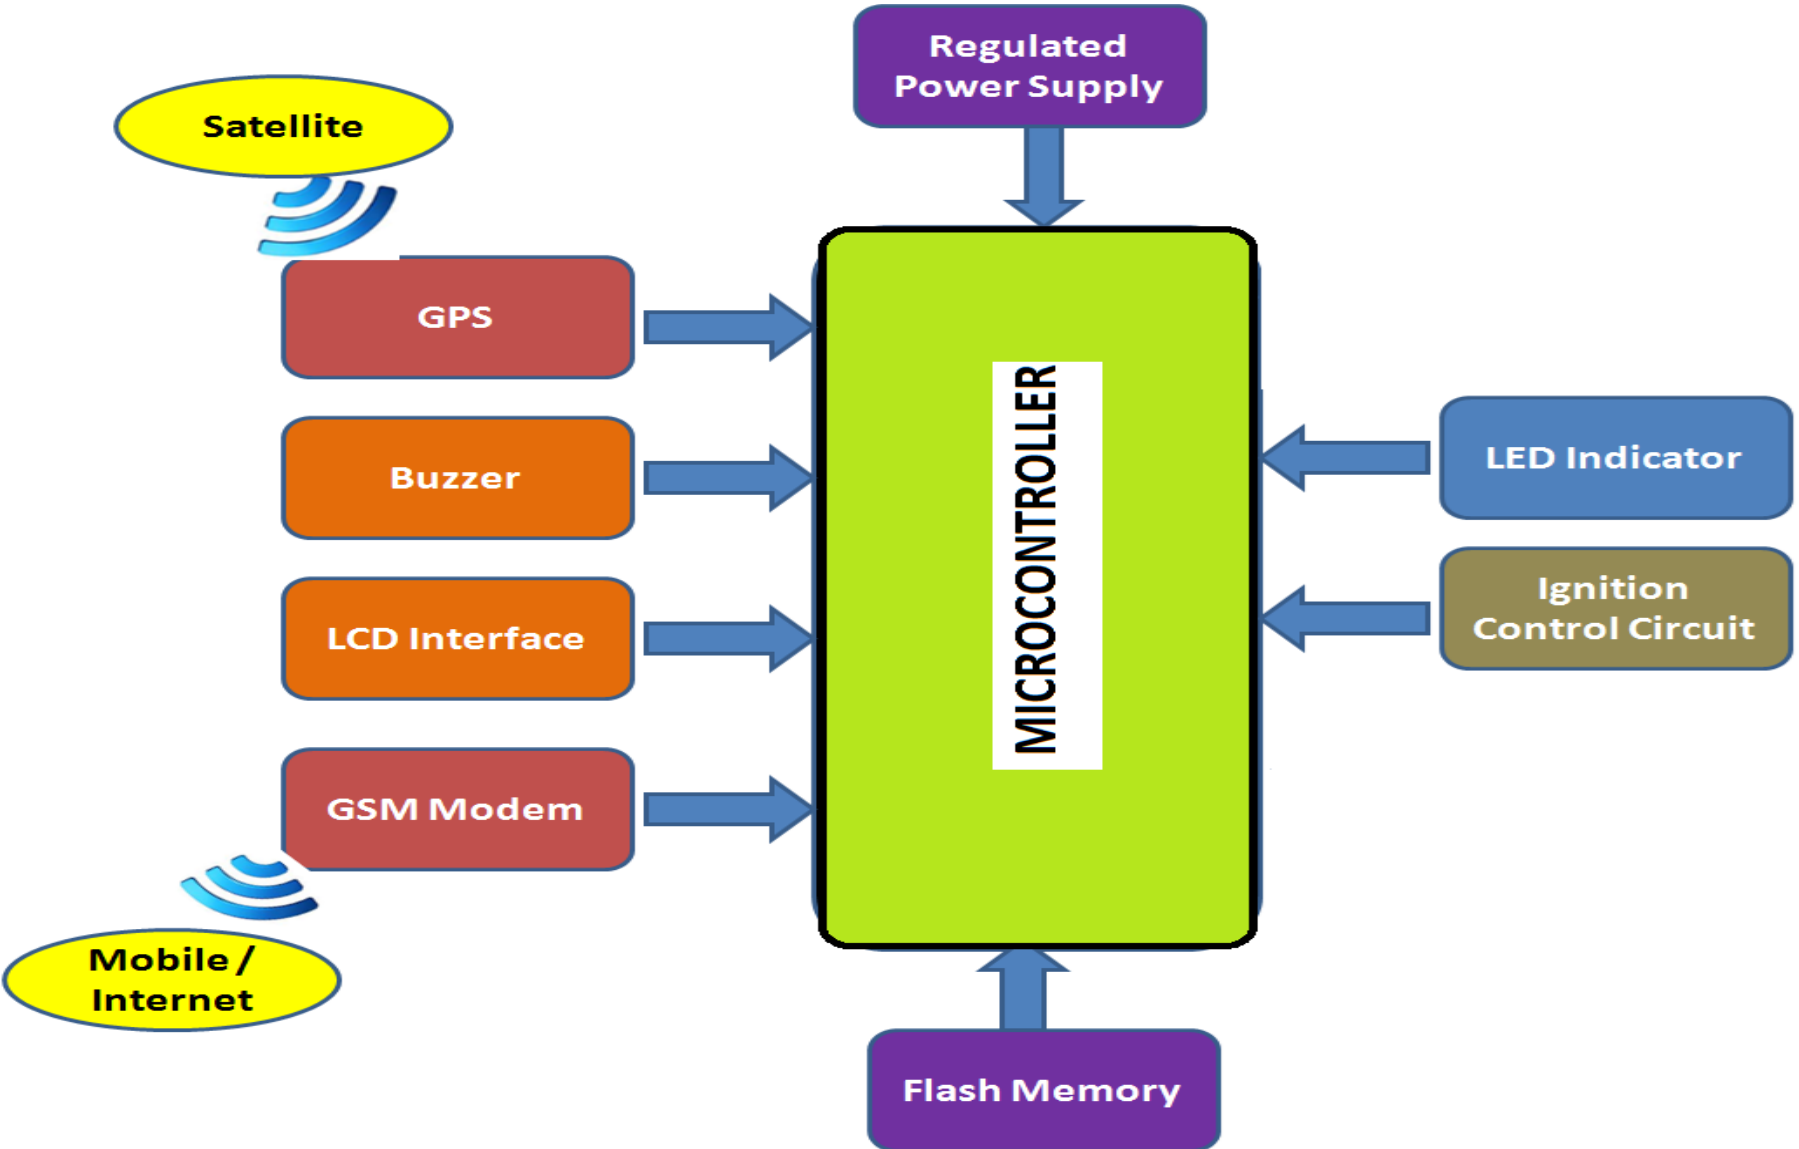 Regulated
Power Supply
Satellite
GPS
Buzzer
LCD Interface
GSM Modem
Mobile /
Internet
MICROCONTROLLER
LED Indicator
Ignition
Control Circuit
Flash Memory